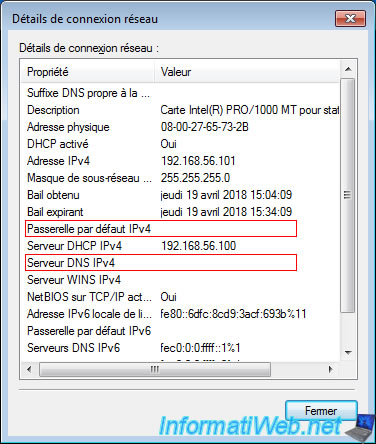 Détails de connexion réseau
Détails de connexion réseau :
Propriété Valeur
Suffixe DNS propre à la ...
Description Carte Intel(R) PRO/1000 MT pour stat
Adresse physique 08-00-27-65-73-2B
DHCP activé Oui
Adresse IPv4 192.168.56.101
Masque de sous-réseau ... 255.255.255.0
Bail obtenu jeudi 19 avril 2018 15:04:09
Bail expirant jeudi 19 avril 2018 15:34:09
Passerelle par défaut IPv4
Serveur DHCP IPv4 192.168.56.100
Serveur DNS IPv4
Serveur WINS IPv4
NetBIOS sur TCP/IP act... Oui
Adresse IPv6 locale de li... fe80::6dfc:8cd9:3acf:693b%11
Passerelle par défaut IPv6
Serveurs DNS IPv6 fec0:0:0:ffff::1%1
InformatiWeb.net
Fermer